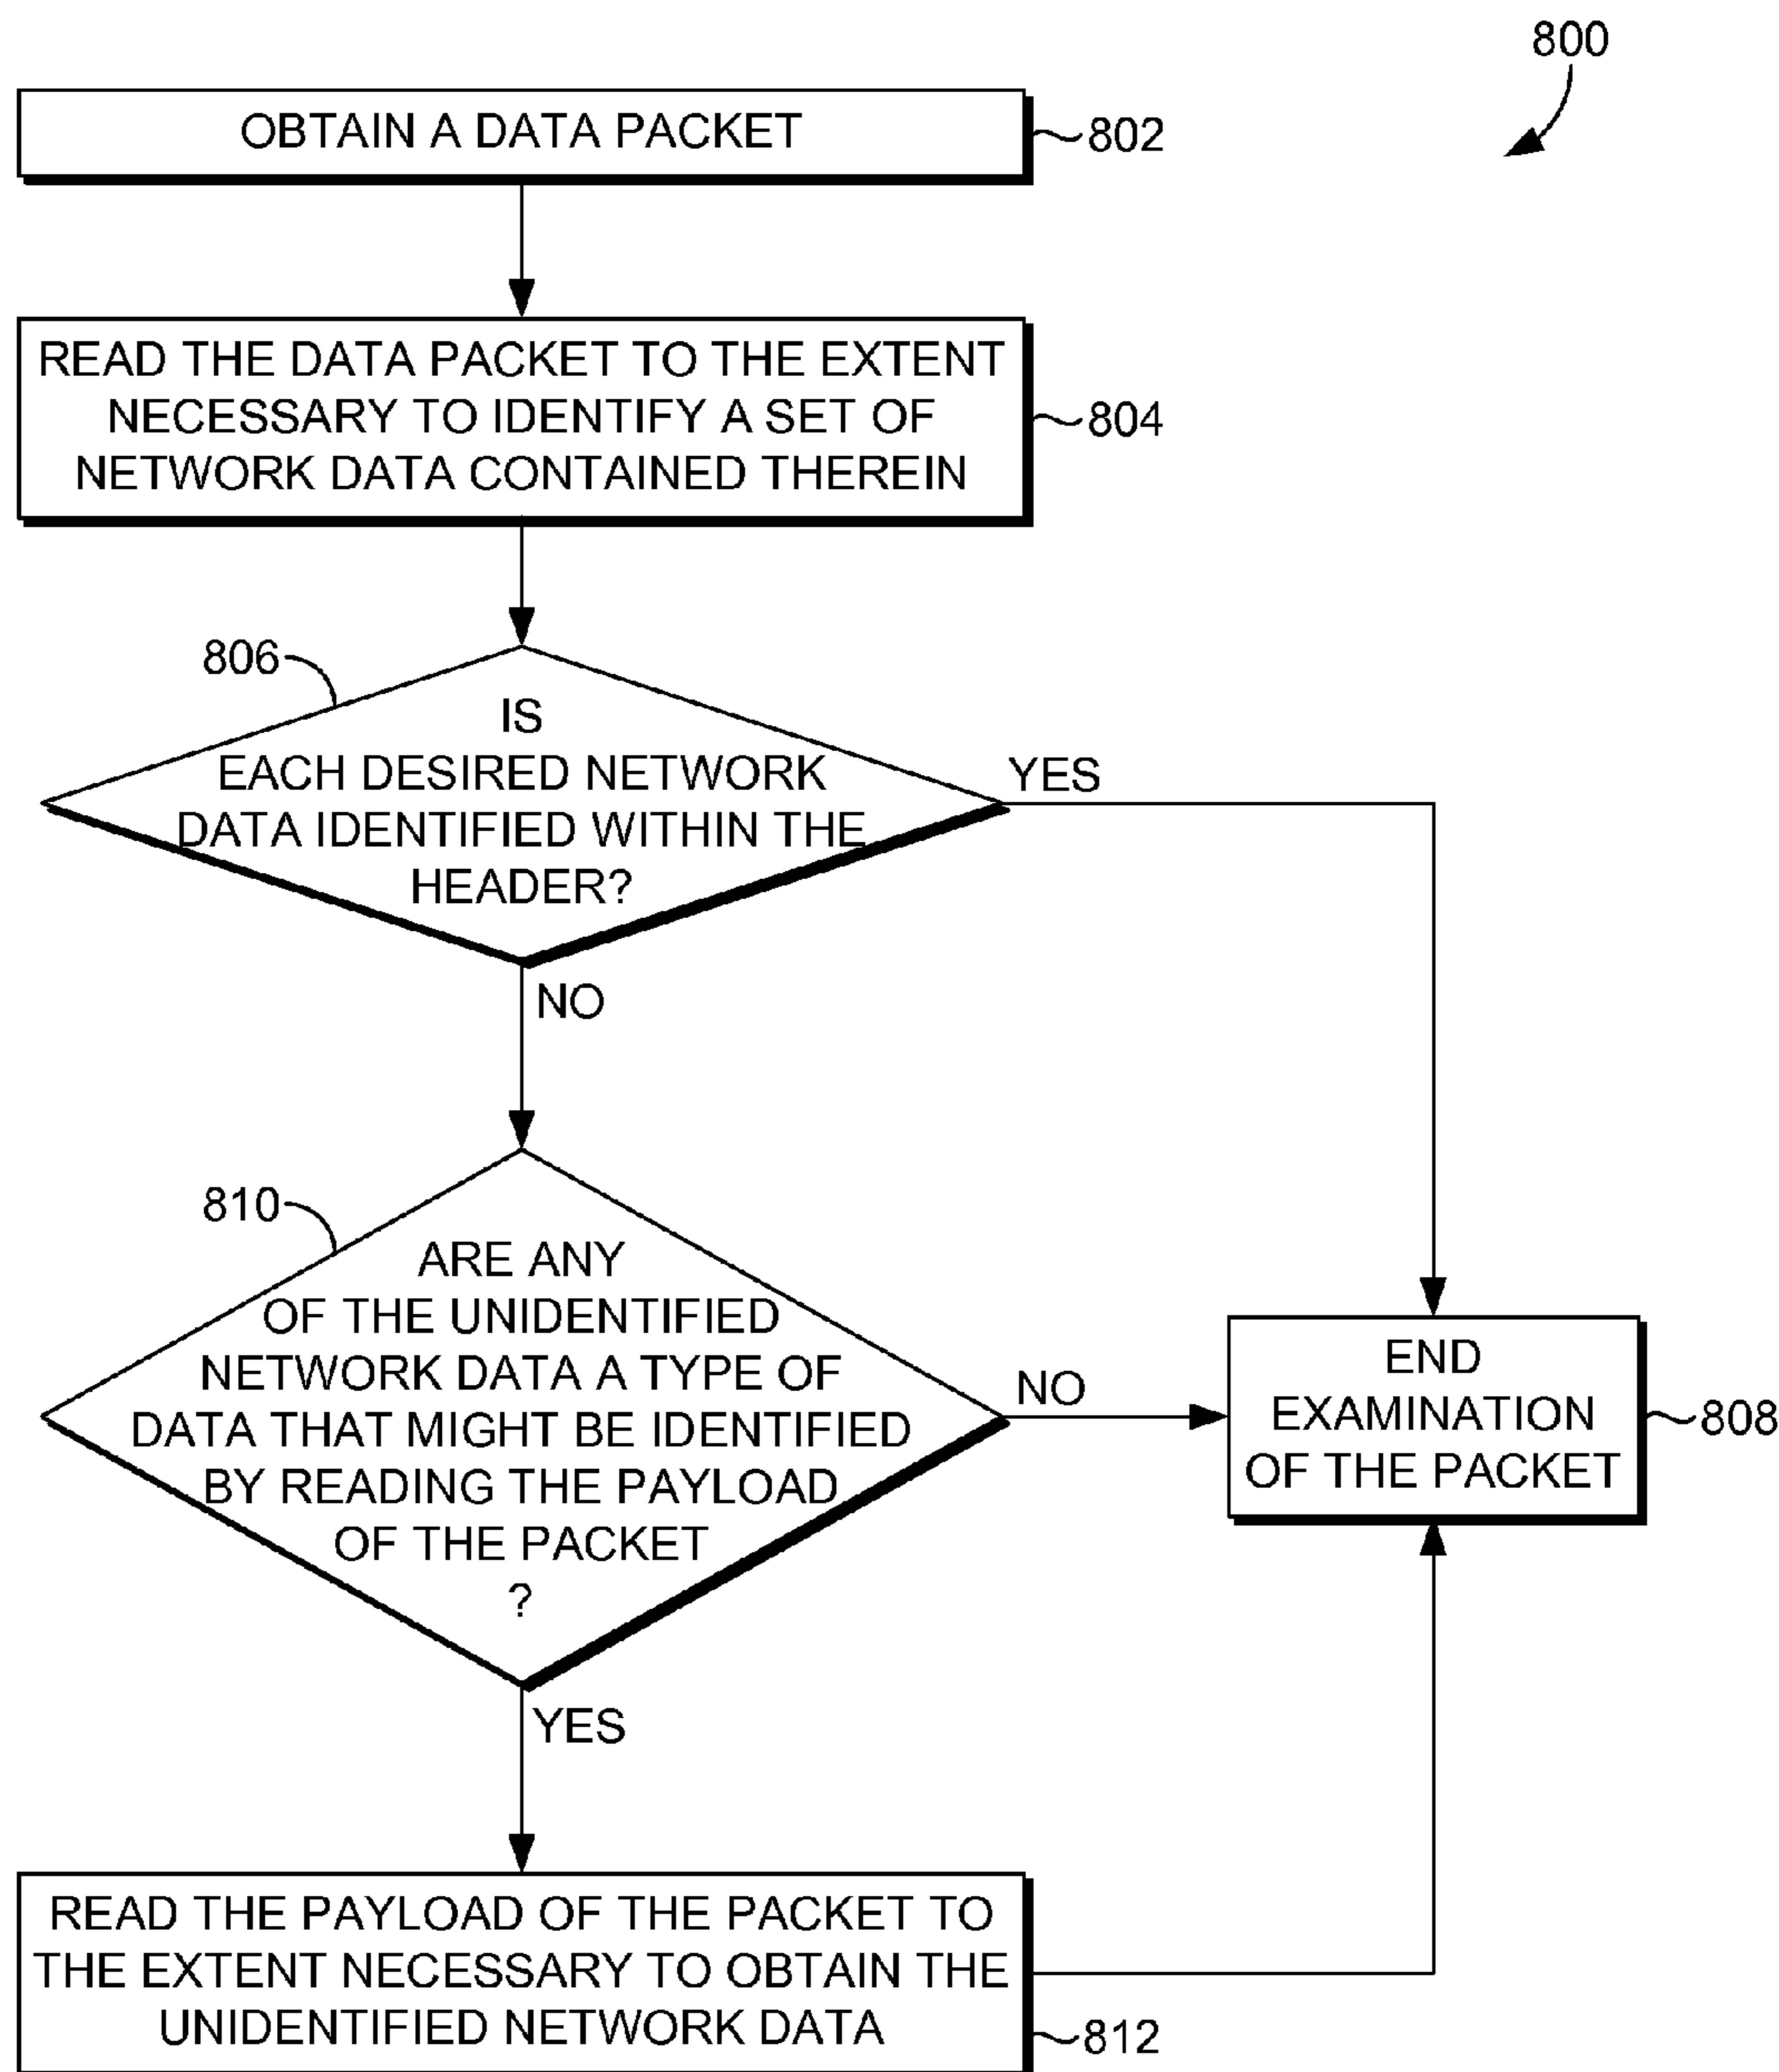 800
OBTAIN A DATA PACKET
802
READ THE DATA PACKET TO THE EXTENT
NECESSARY TO IDENTIFY A SET OF
NETWORK DATA CONTAINED THEREIN
804
806
IS
EACH DESIRED NETWORK
DATA IDENTIFIED WITHIN THE
HEADER?
YES
NO
810
ARE ANY
OF THE UNIDENTIFIED
NETWORK DATA A TYPE OF
DATA THAT MIGHT BE IDENTIFIED
BY READING THE PAYLOAD
OF THE PACKET
?
NO
END
EXAMINATION
OF THE PACKET
808
YES
READ THE PAYLOAD OF THE PACKET TO
THE EXTENT NECESSARY TO OBTAIN THE
UNIDENTIFIED NETWORK DATA
812